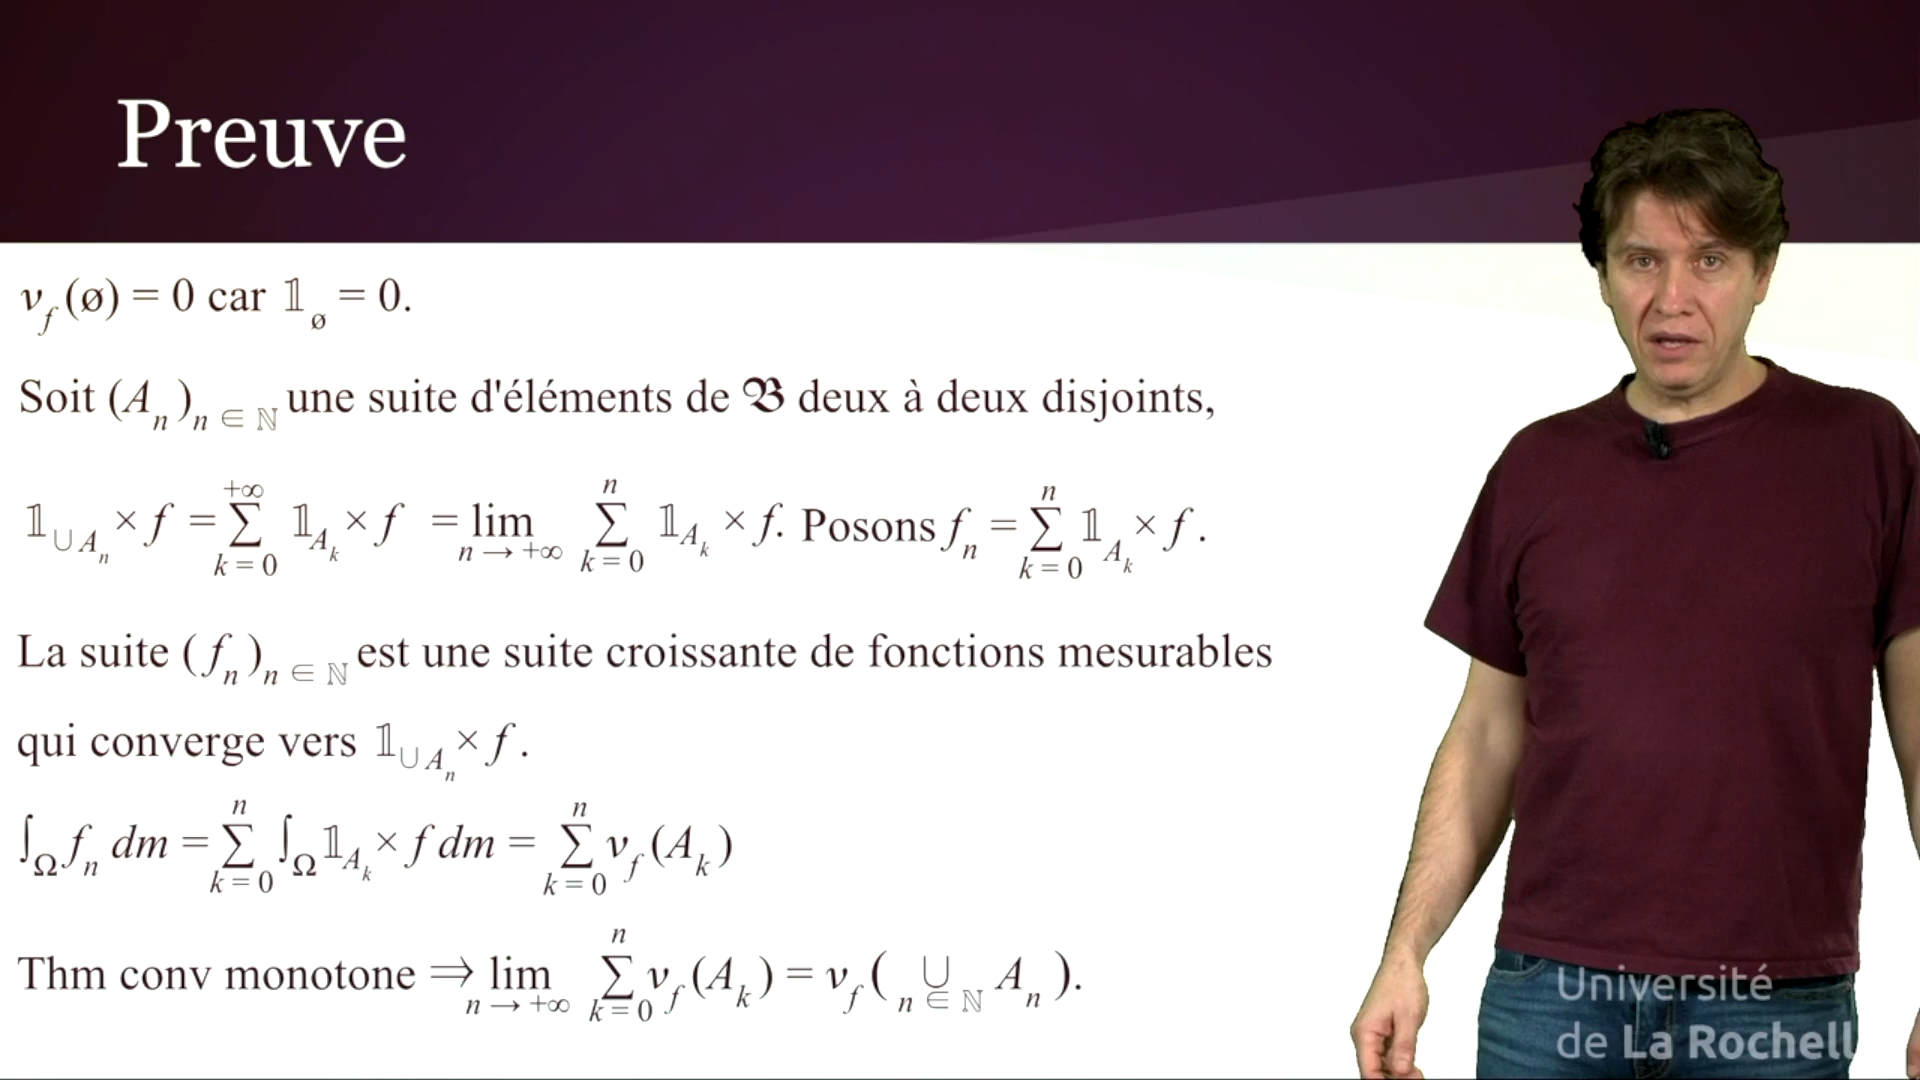 Preuve
ν_f(ø) = 0 car 𝟙_ø = 0.
Soit (A_n)_{n ∈ ℕ} une suite d'éléments de 𝔅 deux à deux disjoints,
𝟙_{∪A_n} × f = ∑_{k=0}^{+∞} 𝟙_{A_k} × f = lim_{n→+∞} ∑_{k=0}^{n} 𝟙_{A_k} × f. Posons f_n = ∑_{k=0}^{n} 𝟙_{A_k} × f.
La suite (f_n)_{n ∈ ℕ} est une suite croissante de fonctions mesurables
qui converge vers 𝟙_{∪A_n} × f.
∫_Ω f_n dm = ∑_{k=0}^{n} ∫_Ω 𝟙_{A_k} × f dm = ∑_{k=0}^{n} ν_f(A_k)
Thm conv monotone ⇒ lim_{n→+∞} ∑_{k=0}^{n} ν_f(A_k) = ν_f(∪_{n∈ℕ} A_n).
Université
de La Rochell